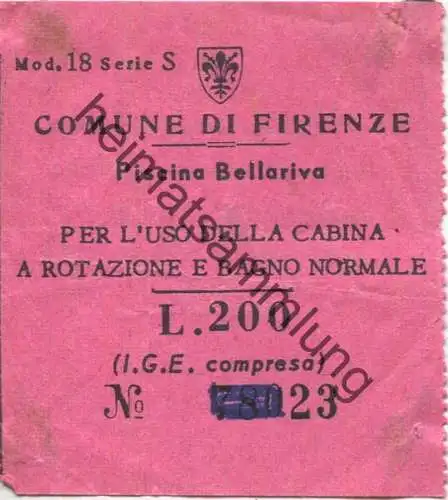 Mod. 18 Serie S
COMUNE DI FIRENZE
Piscina Bellariva
PER L'USO DELLA CABINA
A ROTAZIONE E BAGNO NORMALE
L. 200
(I.G.E. compresa)
№ 78023
heimatsammlung